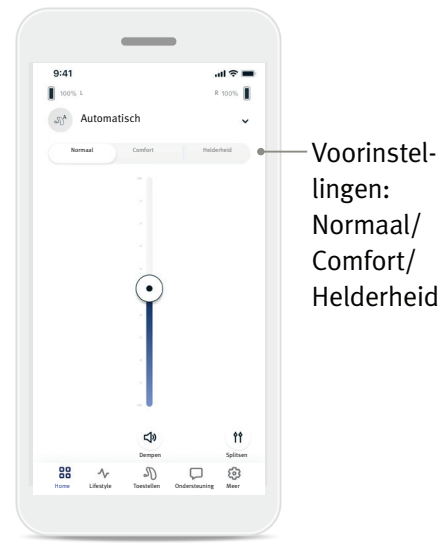 9:41
100% L
R 100%
Automatisch
Normaal Comfort Helderheid
Voorinstel-
lingen:
Normaal/
Comfort/
Helderheid
Dempen Splitsen
Home Lifestyle Toestellen Ondersteuning Meer